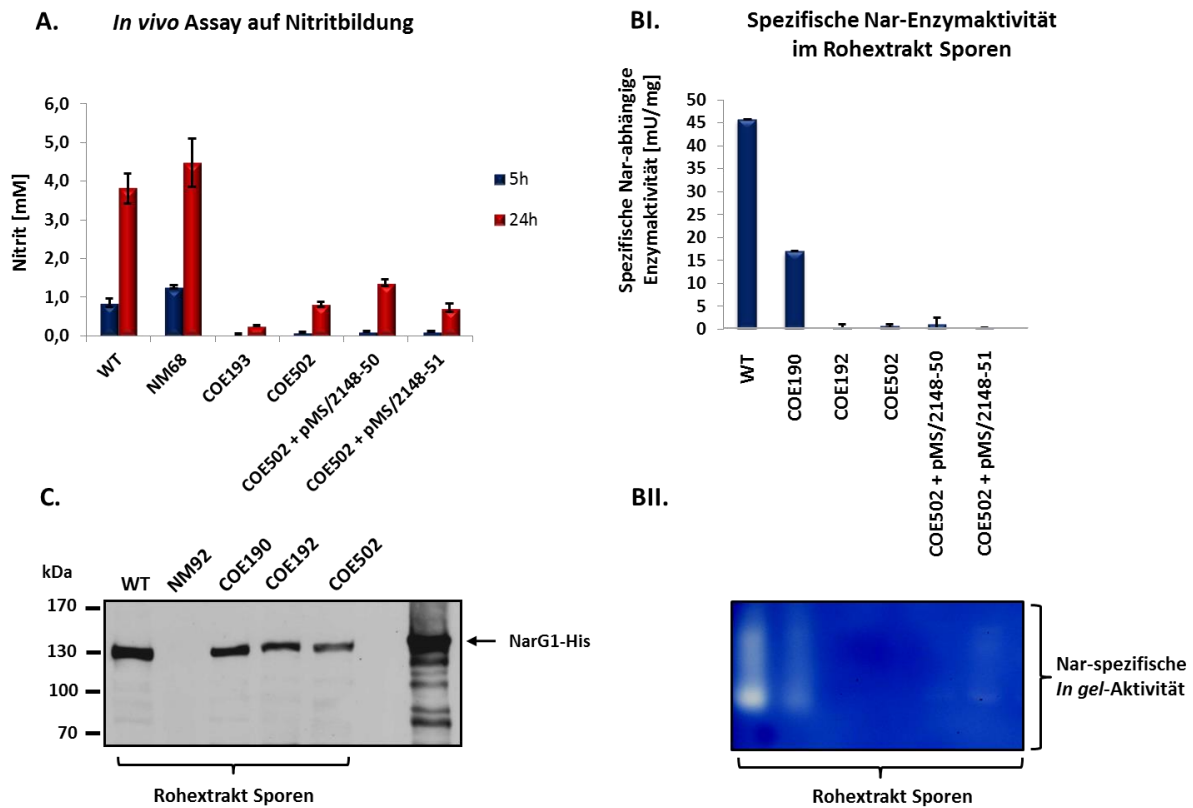 A.
In vivo Assay auf Nitritbildung
Nitrit [mM]
6,0
5,0
4,0
3,0
2,0
1,0
0,0
5h
24h
WT
NM68
COE193
COE502
COE502 + pMS/2148-50
COE502 + pMS/2148-51
BI.
Spezifische Nar-Enzymaktivität
im Rohextrakt Sporen
Spezifische Nar-abhängige
Enzymaktivität [mU/mg]
50
45
40
35
30
25
20
15
10
5
0
WT
COE190
COE192
COE502
COE502 + pMS/2148-50
COE502 + pMS/2148-51
C.
kDa
WT
NM92
COE190
COE192
COE502
170
130
100
70
NarG1-His
Rohextrakt Sporen
BII.
Nar-spezifische
In gel-Aktivität
Rohextrakt Sporen